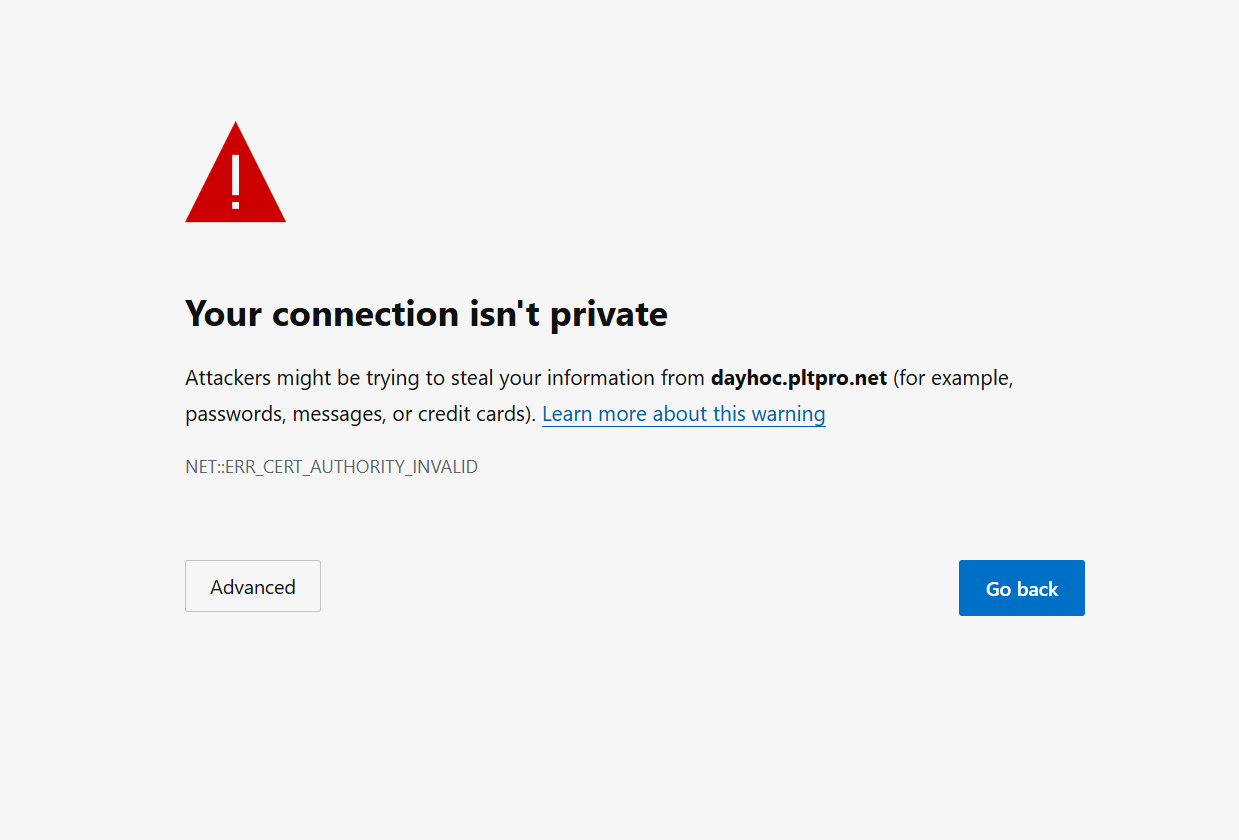 Your connection isn't private
Attackers might be trying to steal your information from dayhoc.pltpro.net (for example,
passwords, messages, or credit cards). Learn more about this warning
NET::ERR_CERT_AUTHORITY_INVALID
Advanced
Go back